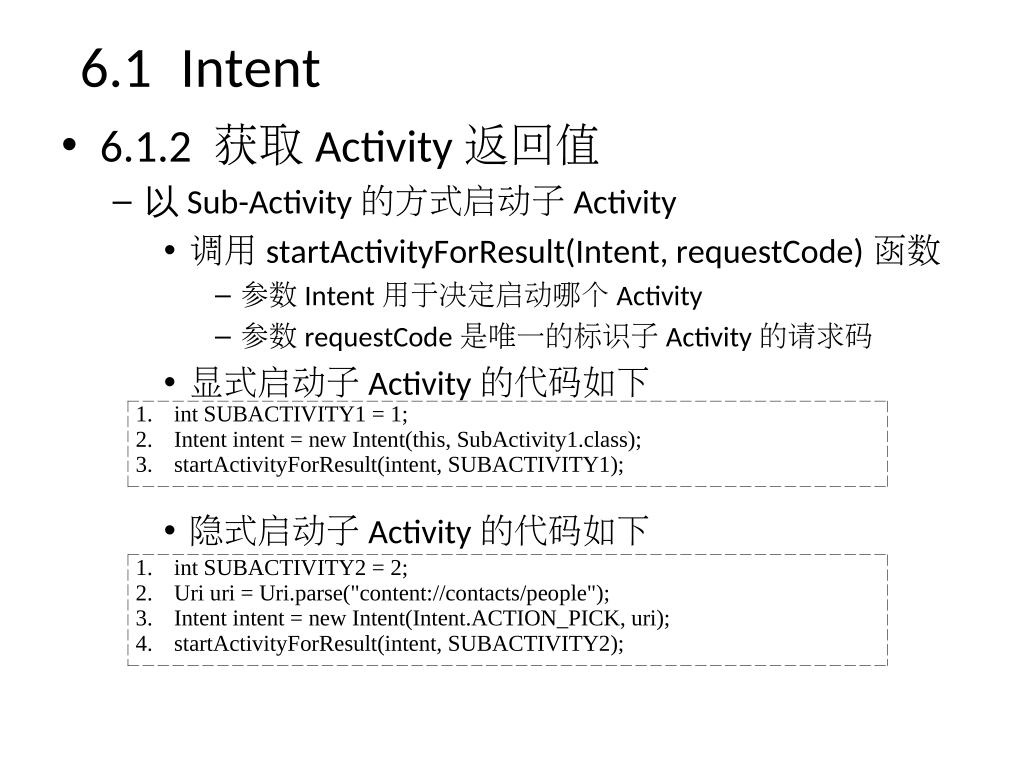 6.1 Intent
• 6.1.2 获取 Activity 返回值
– 以 Sub-Activity 的方式启动子 Activity
• 调用 startActivityForResult(Intent, requestCode) 函数
– 参数 Intent 用于决定启动哪个 Activity
– 参数 requestCode 是唯一的标识子 Activity 的请求码
• 显式启动子 Activity 的代码如下
1. int SUBACTIVITY1 = 1;
2. Intent intent = new Intent(this, SubActivity1.class);
3. startActivityForResult(intent, SUBACTIVITY1);
• 隐式启动子 Activity 的代码如下
1. int SUBACTIVITY2 = 2;
2. Uri uri = Uri.parse("content://contacts/people");
3. Intent intent = new Intent(Intent.ACTION_PICK, uri);
4. startActivityForResult(intent, SUBACTIVITY2);